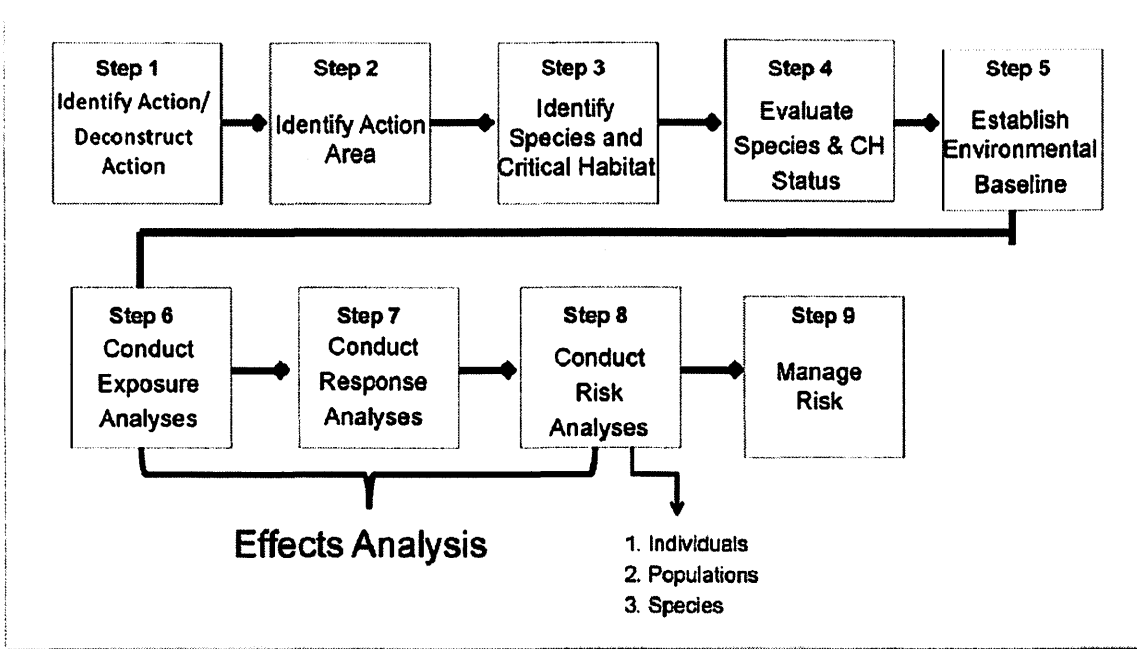 Step 1
Identify Action/
Deconstruct
Action
Step 2
Identify Action
Area
Step 3
Identify
Species and
Critical Habitat
Step 4
Evaluate
Species & CH
Status
Step 5
Establish
Environmental
Baseline
Step 6
Conduct
Exposure
Analyses
Step 7
Conduct
Response
Analyses
Step 8
Conduct
Risk
Analyses
Step 9
Manage
Risk
Effects Analysis
1. Individuals
2. Populations
3. Species